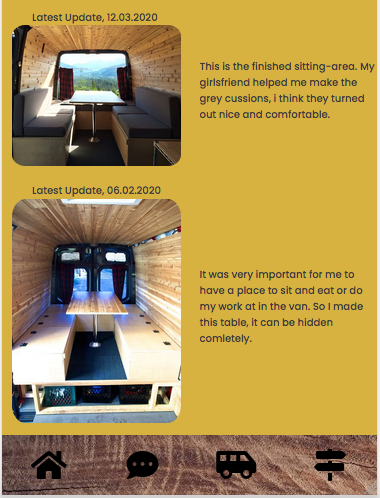 Latest Update, 12.03.2020
This is the finished sitting-area. My
girlsfriend helped me make the
grey cussions, i think they turned
out nice and comfortable.
Latest Update, 06.02.2020
It was very important for me to
have a place to sit and eat or do
my work at in the van. So I made
this table, it can be hidden
comletely.